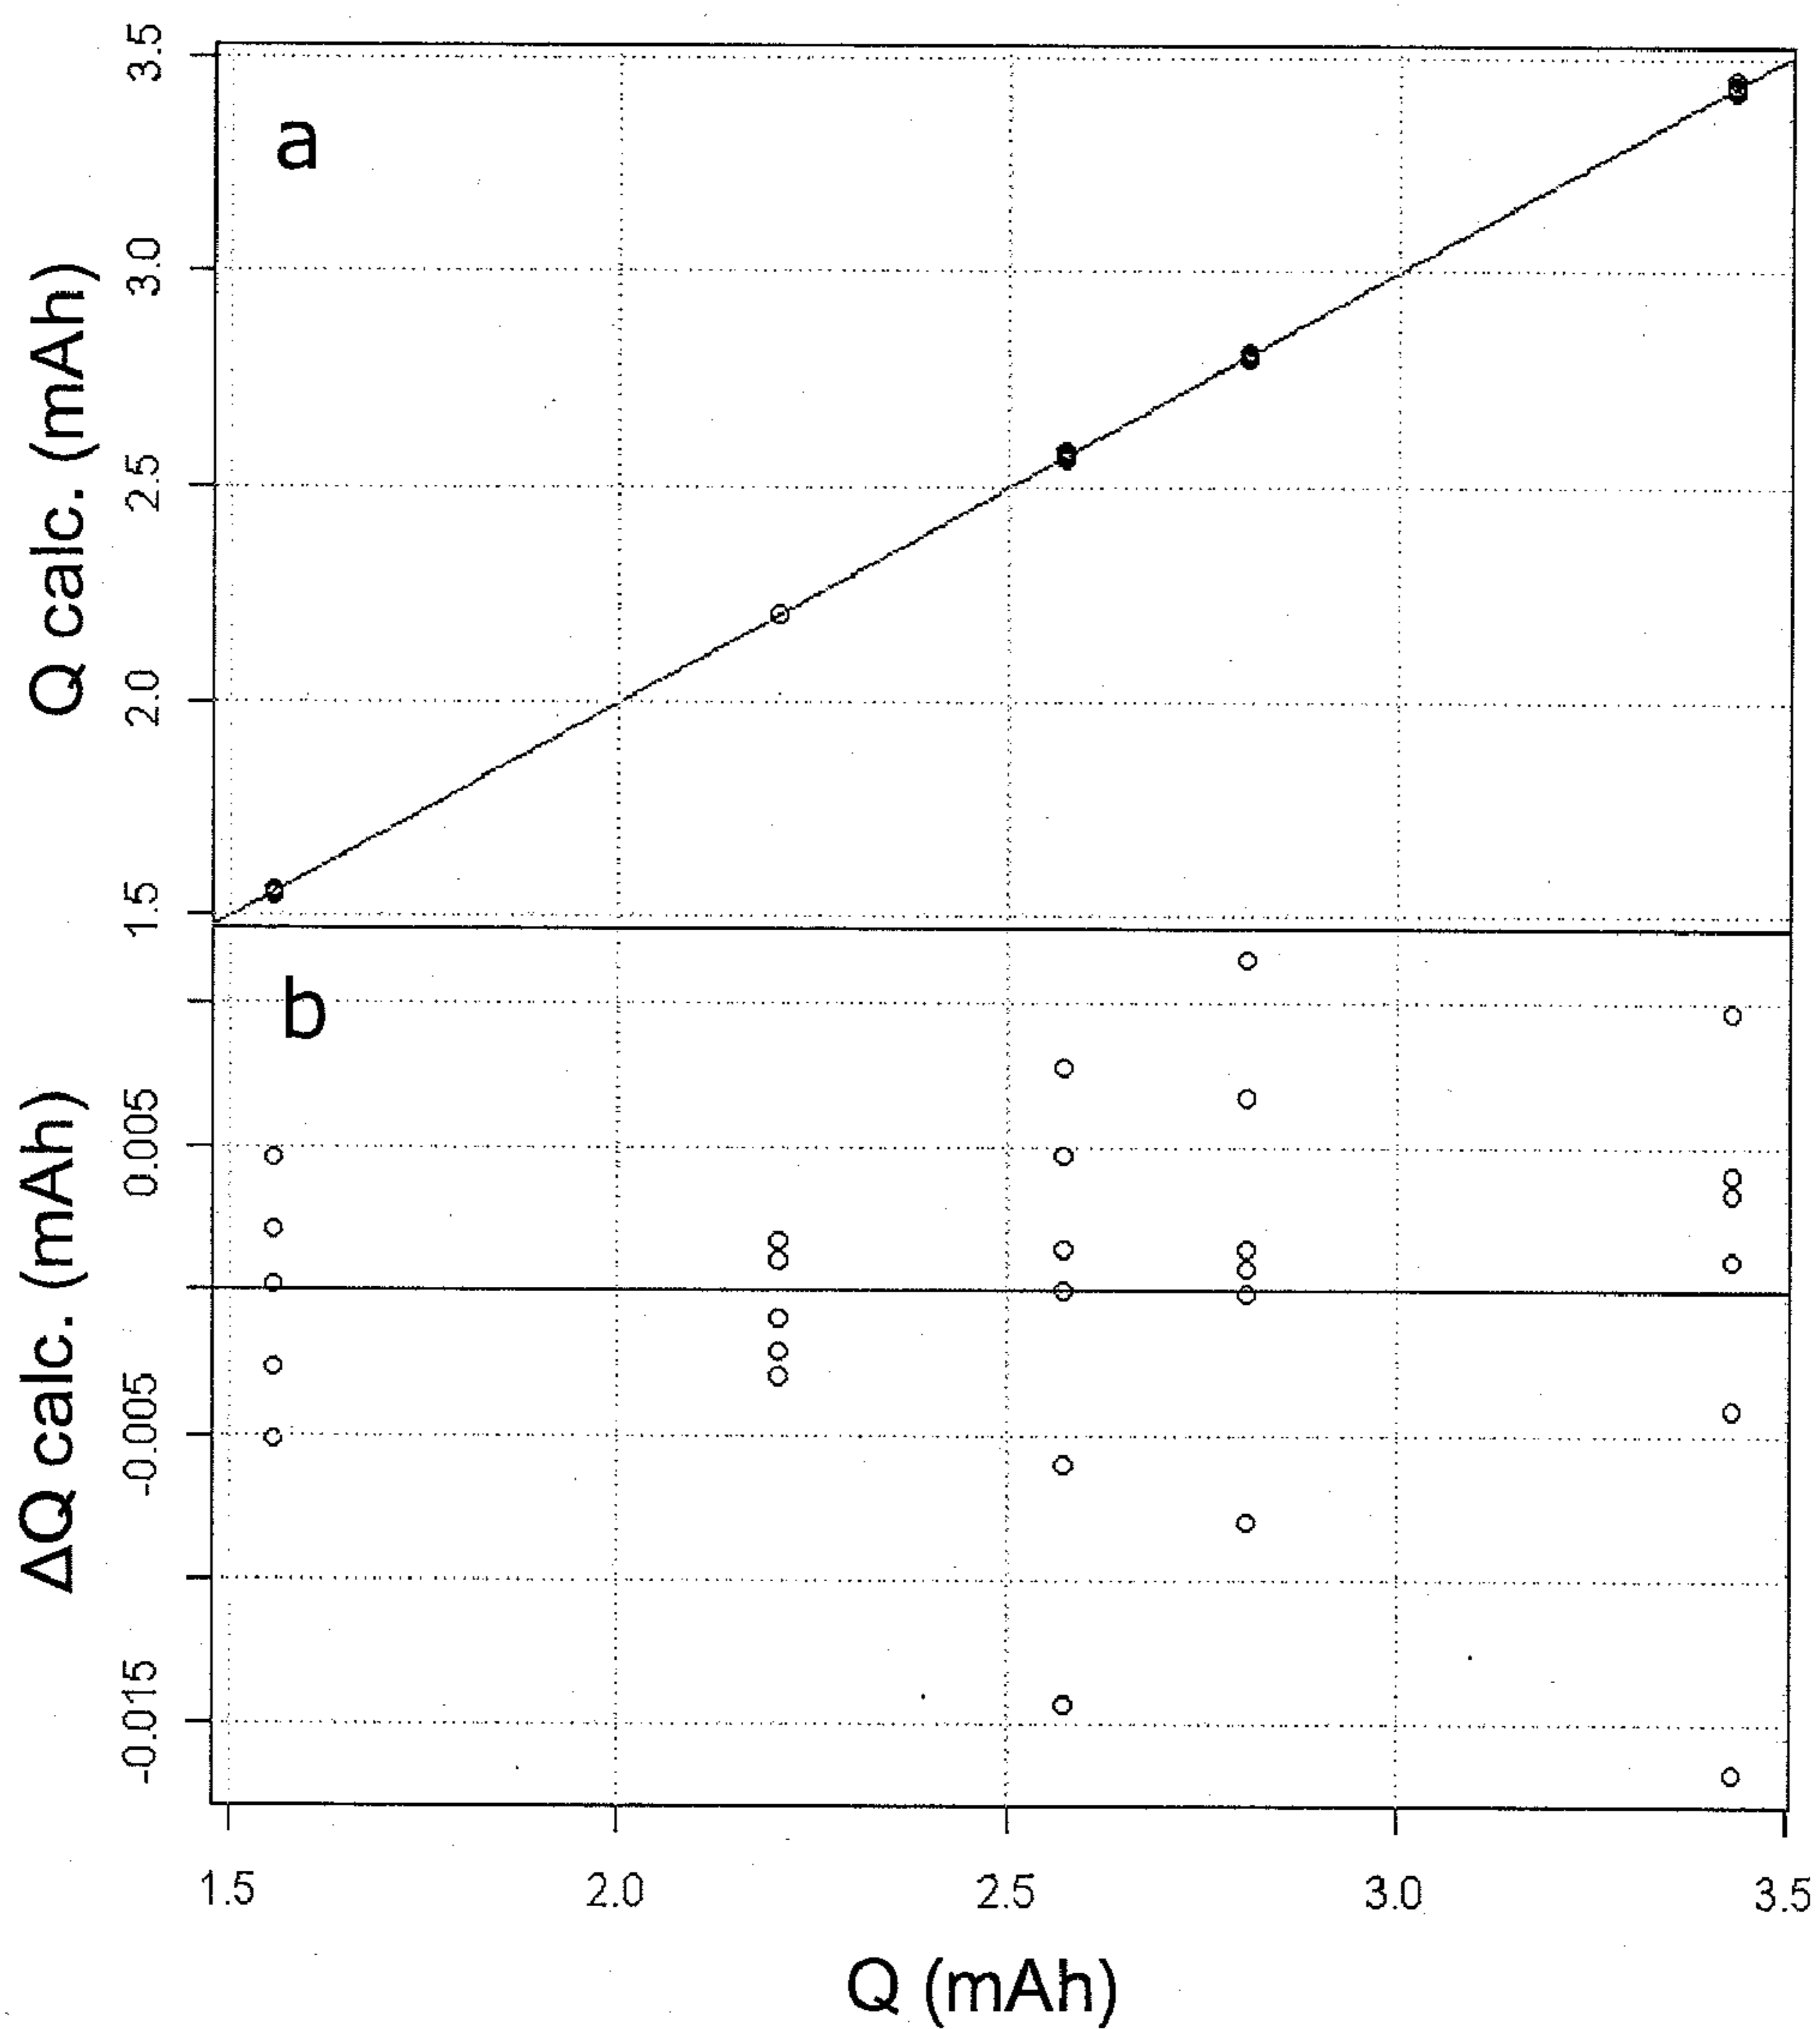 a
3.5
3.0
2.5
2.0
1.5
Q calc. (mAh)
b
0.005
-0.005
-0.015
ΔQ calc. (mAh)
1.5 2.0 2.5 3.0 3.5
Q (mAh)